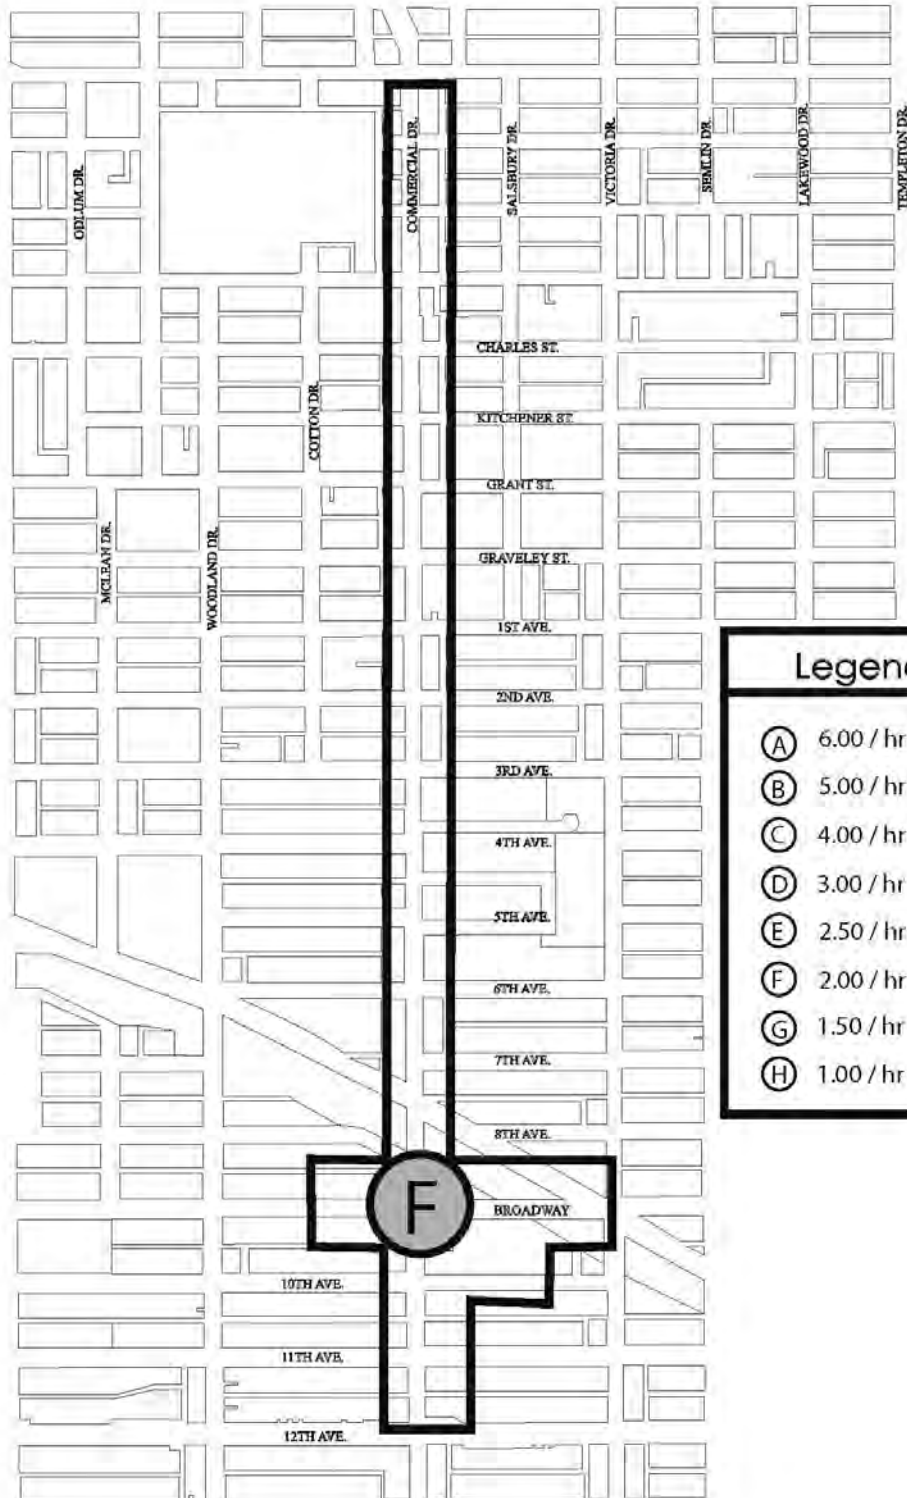 COMMERCIAL DR.
SALSBURY DR.
VICTORIA DR.
SEMLIN DR.
LAKEWOOD DR.
TEMPLETON DR.
ODLUM DR.
CHARLES ST.
COTTON DR.
KITCHENER ST.
GRANT ST.
MCLEAN DR.
WOODLAND DR.
GRAVELEY ST.
1ST AVE.
2ND AVE.
3RD AVE.
4TH AVE.
5TH AVE.
6TH AVE.
7TH AVE.
8TH AVE.
F
BROADWAY
10TH AVE.
11TH AVE.
12TH AVE.
Legen
A 6.00 / hr
B 5.00 / hr
C 4.00 / hr
D 3.00 / hr
E 2.50 / hr
F 2.00 / hr
G 1.50 / hr
H 1.00 / hr